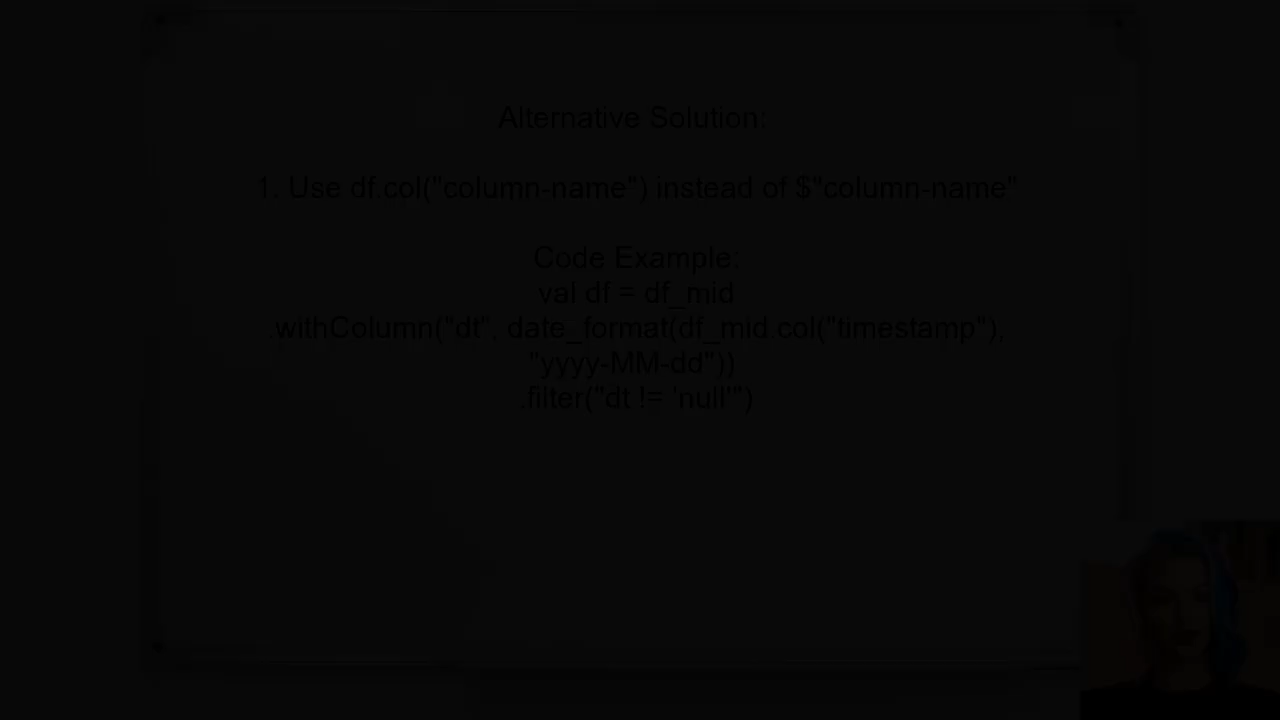 Alternative Solution:
1. Use df.col("column-name") instead of $"column-name"
Code Example:
val df = df_mid
.withColumn("dt", date_format(df_mid.col("timestamp"),
"yyyy-MM-dd"))
.filter("dt != 'null'")